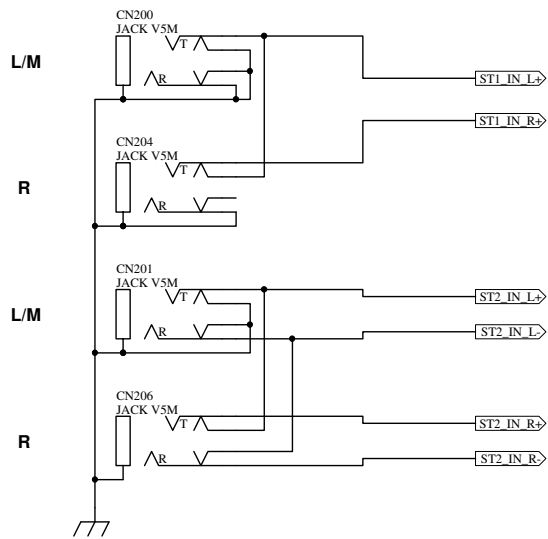 CN200
JACK V5M
T
L/M
R
ST1_IN_L+
ST1_IN_R+
CN204
JACK V5M
T
R
R
CN201
JACK V5M
T
ST2_IN_L+
L/M
R
ST2_IN_L-
CN206
JACK V5M
T
ST2_IN_R+
R
R
ST2_IN_R-